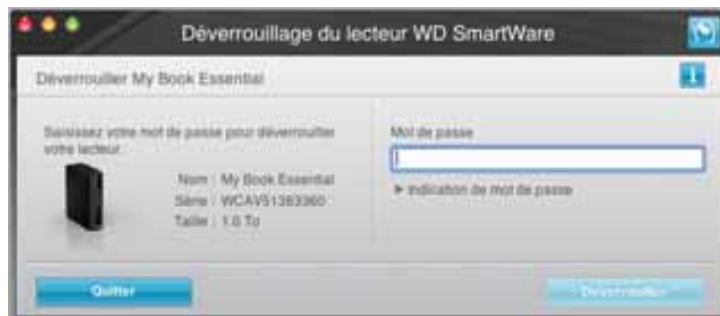 Déverrouillage du lecteur WD SmartWare
Déverrouiller My Book Essential
Saisissez votre mot de passe pour déverrouiller
votre lecteur.
Nom : My Book Essential
Série : WCAV51383360
Taille : 1.0 To
Mot de passe
Indication de mot de passe
Quitter
Déverrouiller